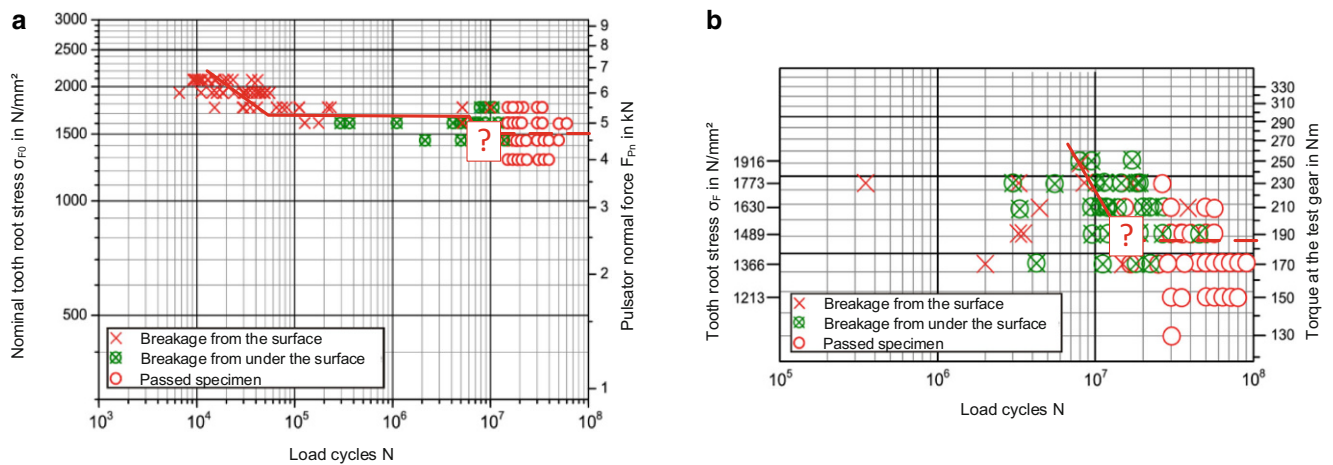 a
3000
2500
2000
1500
1000
500
Nominal tooth root stress σF0 in N/mm²
9
8
7
6
5
4
3
2
1
Pulsator normal force FPn in kN
?
Breakage from the surface
Breakage from under the surface
Passed specimen
10³ 10⁴ 10⁵ 10⁶ 10⁷ 10⁸
Load cycles N
b
1916
1773
1630
1489
1366
1213
Tooth root stress σF in N/mm²
330
310
290
270
250
230
210
190
170
150
130
Torque at the test gear in Nm
?
Breakage from the surface
Breakage from under the surface
Passed specimen
10⁵ 10⁶ 10⁷ 10⁸
Load cycles N